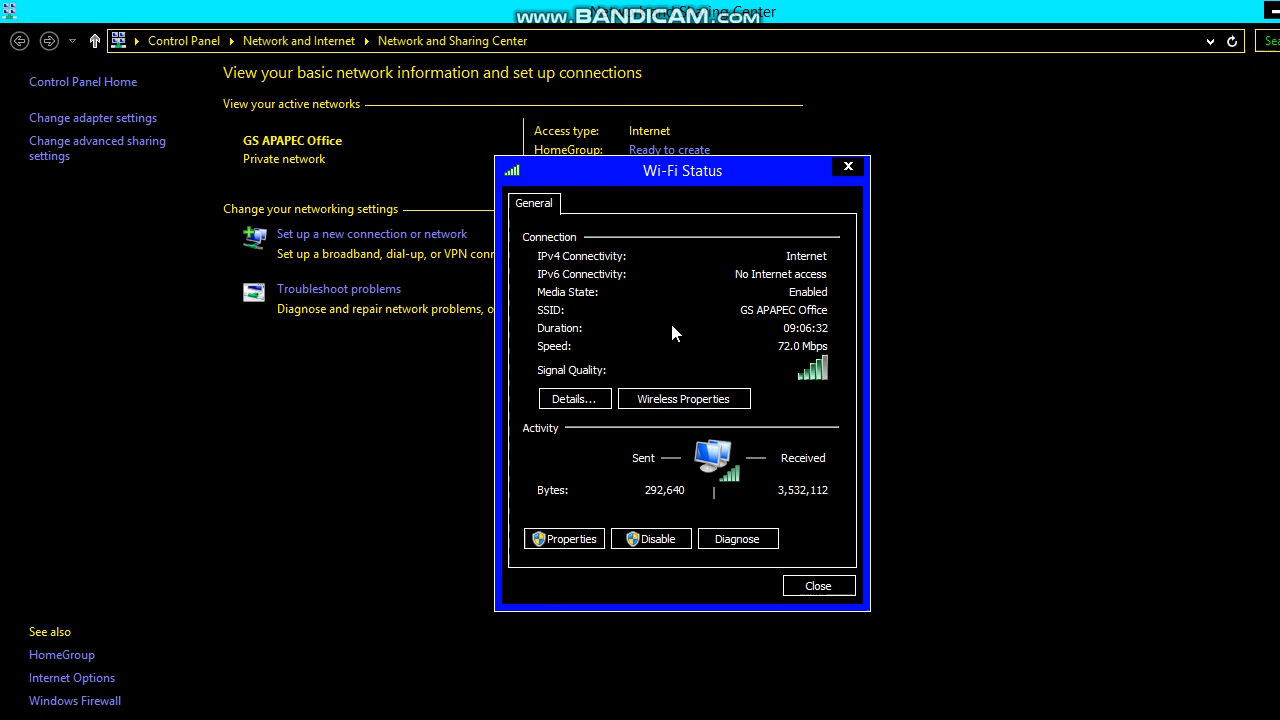 www.BANDICAM.com
Sharing Center
Control Panel Network and Internet Network and Sharing Center
Control Panel Home
Change adapter settings
Change advanced sharing
settings
View your basic network information and set up connections
View your active networks
GS APAPEC Office
Private network
Access type: Internet
HomeGroup: Ready to create
Change your networking settings
Set up a new connection or network
Set up a broadband, dial-up, or VPN conn
Troubleshoot problems
Diagnose and repair network problems, o
Wi-Fi Status
General
Connection
IPv4 Connectivity: Internet
IPv6 Connectivity: No Internet access
Media State: Enabled
SSID: GS APAPEC Office
Duration: 09:06:32
Speed: 72.0 Mbps
Signal Quality:
Details... Wireless Properties
Activity
Sent Received
Bytes: 292,640 3,532,112
Properties Disable Diagnose
Close
See also
HomeGroup
Internet Options
Windows Firewall